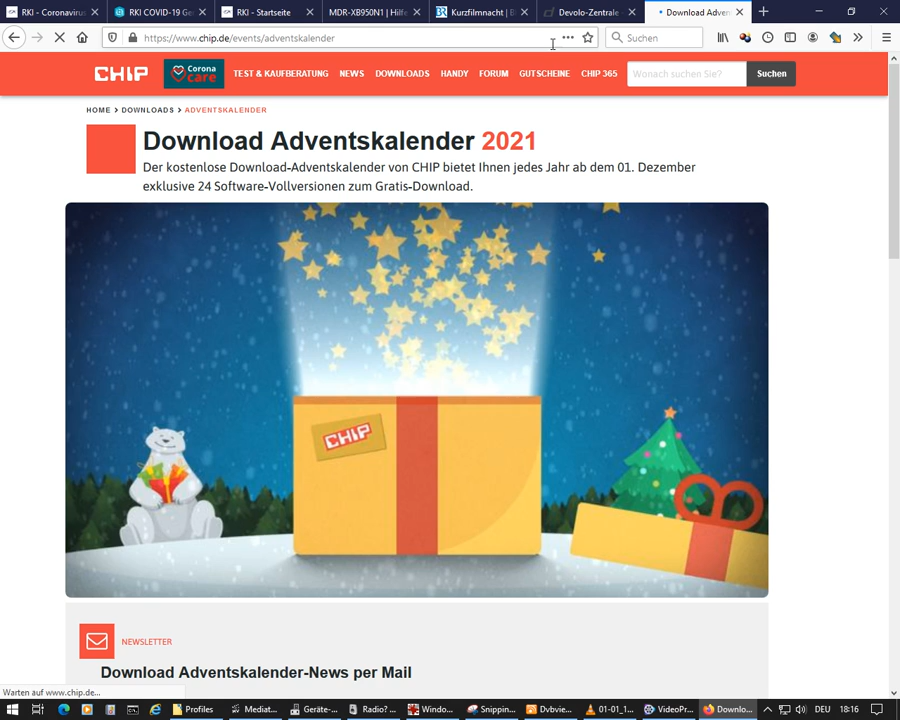 RKI - Coronavirus
RKI COVID-19 Ge
RKI - Startseite
MDR-XB950N1 | Hilfe
Kurzfilmnacht | B
Devolo-Zentrale
Download Adven
https://www.chip.de/events/adventskalender
Suchen
CHIP
Corona
care
TEST & KAUFBERATUNG
NEWS
DOWNLOADS
HANDY
FORUM
GUTSCHEINE
CHIP 365
Wonach suchen Sie?
Suchen
HOME > DOWNLOADS > ADVENTSKALENDER
Download Adventskalender 2021
Der kostenlose Download-Adventskalender von CHIP bietet Ihnen jedes Jahr ab dem 01. Dezember
exklusive 24 Software-Vollversionen zum Gratis-Download.
CHIP
NEWSLETTER
Download Adventskalender-News per Mail
Warten auf www.chip.de...
Profiles
Mediat...
Geräte-...
Radio? ...
Windo...
Snippin...
Dvbvie...
01-01_1...
VideoPr...
Downlo...
DEU
18:16